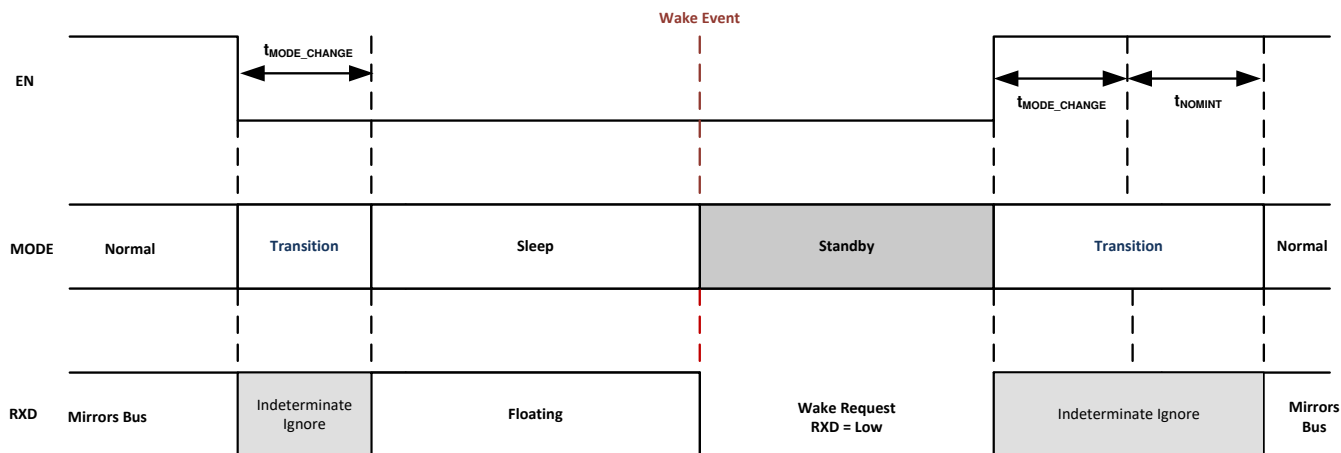 Wake Event
EN
tMODE_CHANGE
tMODE_CHANGE
tNOMINT
MODE
Normal
Transition
Sleep
Standby
Transition
Normal
RXD
Mirrors Bus
Indeterminate
Ignore
Floating
Wake Request
RXD = Low
Indeterminate Ignore
Mirrors
Bus